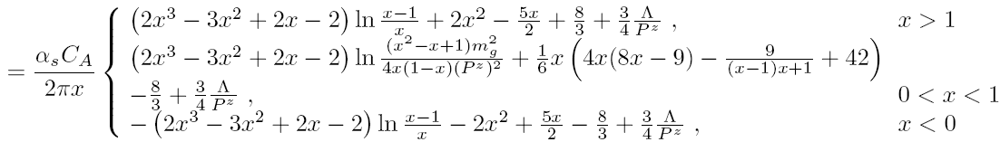 = \frac{\alpha_s C_A}{2\pi x} \begin{cases} \left(2x^3 - 3x^2 + 2x - 2\right) \ln \frac{x-1}{x} + 2x^2 - \frac{5x}{2} + \frac{8}{3} + \frac{3}{4} \frac{\Lambda}{P^z} \ , & x > 1 \\
\left(2x^3 - 3x^2 + 2x - 2\right) \ln \frac{(x^2-x+1)m_g^2}{4x(1-x)(P^z)^2} + \frac{1}{6} x \left(4x(8x-9) - \frac{9}{(x-1)x+1} + 42\right) \\
-\frac{8}{3} + \frac{3}{4} \frac{\Lambda}{P^z} \ , & 0 < x < 1 \\
-\left(2x^3 - 3x^2 + 2x - 2\right) \ln \frac{x-1}{x} - 2x^2 + \frac{5x}{2} - \frac{8}{3} + \frac{3}{4} \frac{\Lambda}{P^z} \ , & x < 0 \end{cases}